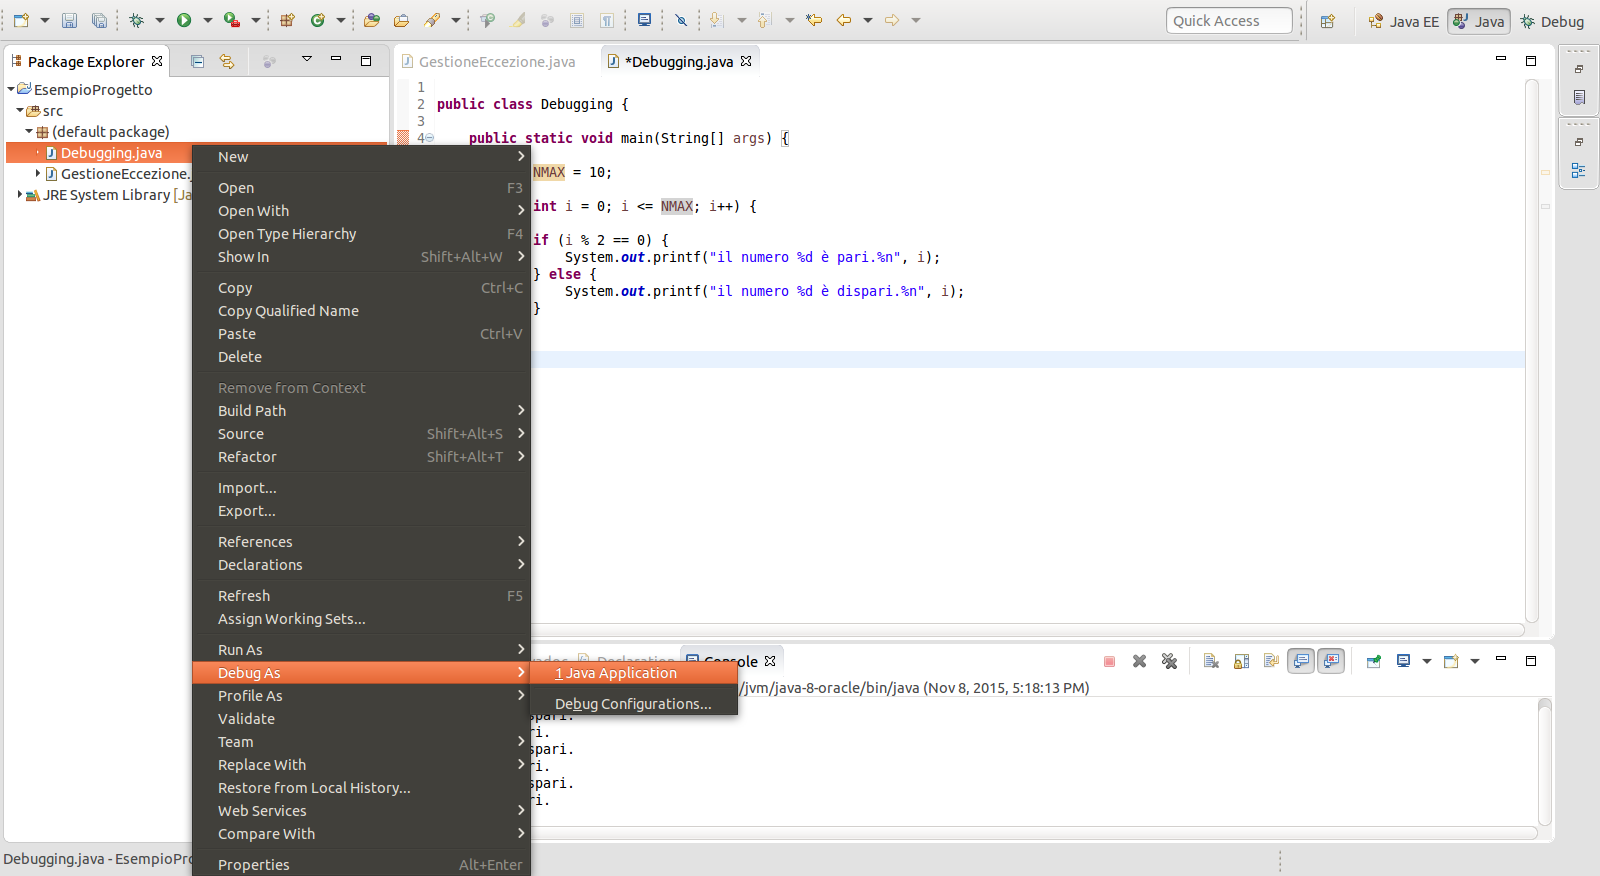 Quick Access
Java EE
Java
Debug
Package Explorer
EsempioProgetto
src
(default package)
Debugging.java
GestioneEccezione.
JRE System Library [Ja
GestioneEccezione.java
*Debugging.java
1
2 public class Debugging {
3
4 public static void main(String[] args) {
NMAX = 10;
int i = 0; i <= NMAX; i++) {
if (i % 2 == 0) {
System.out.printf("il numero %d è pari.%n", i);
} else {
System.out.printf("il numero %d è dispari.%n", i);
}
New
Open F3
Open With
Open Type Hierarchy F4
Show In Shift+Alt+W
Copy Ctrl+C
Copy Qualified Name
Paste Ctrl+V
Delete
Remove from Context
Build Path
Source Shift+Alt+S
Refactor Shift+Alt+T
Import...
Export...
References
Declarations
Refresh F5
Assign Working Sets...
Run As
Debug As
Profile As
Validate
Team
Replace With
Restore from Local History...
Web Services
Compare With
Properties Alt+Enter
1 Java Application
Debug Configurations...
Declaration
Console
/jvm/java-8-oracle/bin/java (Nov 8, 2015, 5:18:13 PM)
spari.
ri.
spari.
ri.
spari.
ri.
Debugging.java - EsempioPro